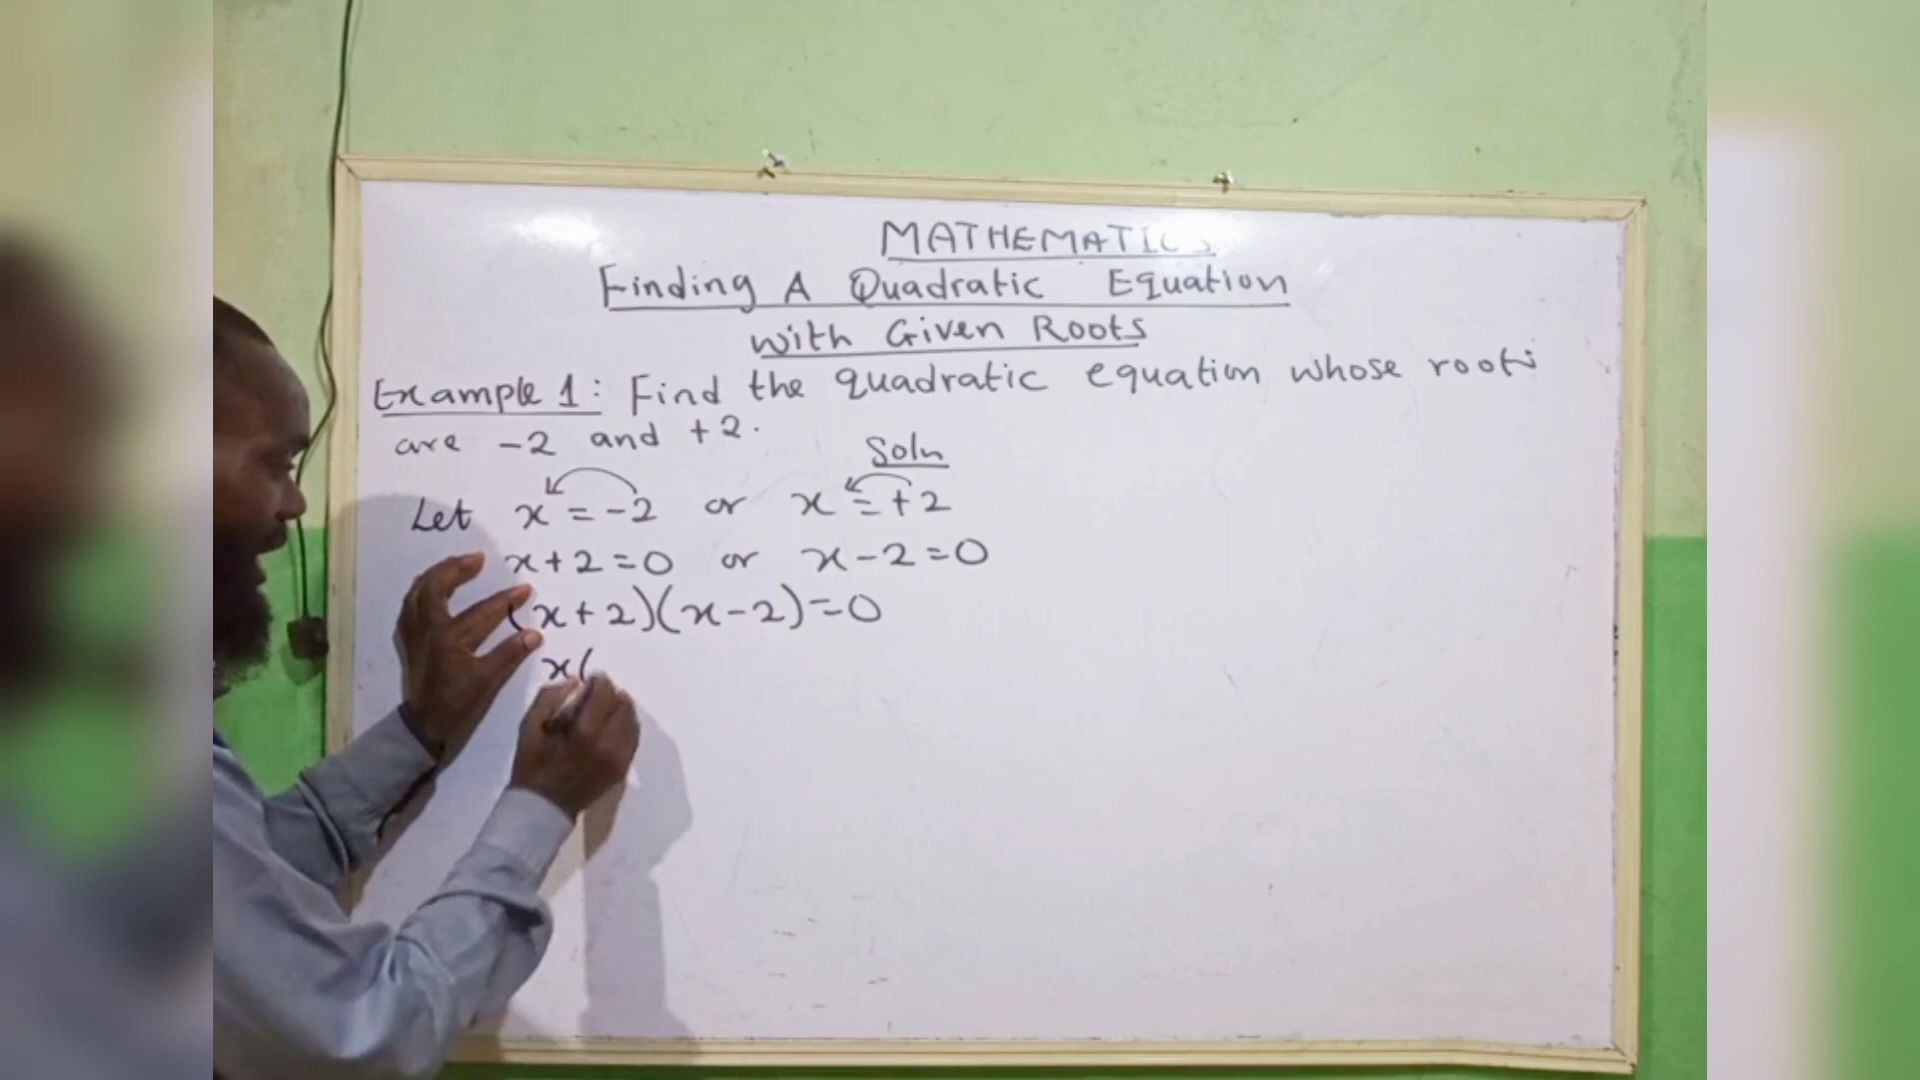 MATHEMATICS
Finding A Quadratic Equation
with Given Roots
Example 1: Find the quadratic equation whose roots
are -2 and +2.
Soln
Let x = -2 or x = +2
x+2=0 or x-2=0
(x+2)(x-2)=0
x(